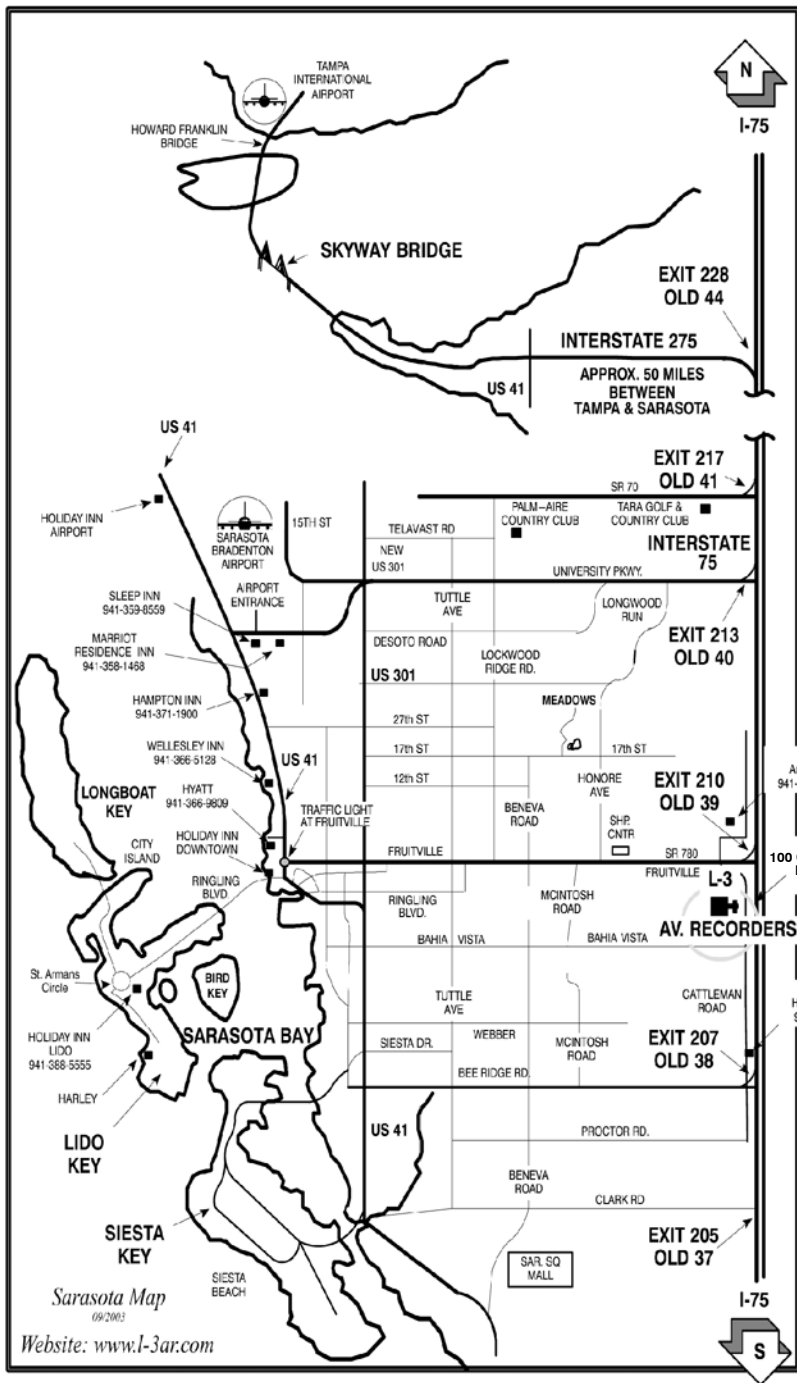 TAMPA
INTERNATIONAL
AIRPORT
N
I-75
HOWARD FRANKLIN
BRIDGE
SKYWAY BRIDGE
EXIT 228
OLD 44
INTERSTATE 275
US 41
APPROX. 50 MILES
BETWEEN
TAMPA & SARASOTA
US 41
EXIT 217
OLD 41
SR 70
HOLIDAY INN
AIRPORT
SARASOTA
BRADENTON
AIRPORT
15TH ST
TELAVAST RD
PALM-AIRE
COUNTRY CLUB
TARA GOLF &
COUNTRY CLUB
NEW
US 301
INTERSTATE
75
UNIVERSITY PKWY.
SLEEP INN
941-359-8559
AIRPORT
ENTRANCE
TUTTLE
AVE
LONGWOOD
RUN
EXIT 213
OLD 40
MARRIOT
RESIDENCE INN
941-358-1468
DESOTO ROAD
LOCKWOOD
RIDGE RD.
US 301
HAMPTON INN
941-371-1900
MEADOWS
27TH ST
17TH ST
17TH ST
WELLESLEY INN
941-366-5128
US 41
12TH ST
HONORE
AVE
EXIT 210
OLD 39
LONGBOAT
KEY
HYATT
941-366-9809
TRAFFIC LIGHT
AT FRUITVILLE
BENEVA
ROAD
SHP.
CNTR
941-
CITY
ISLAND
HOLIDAY INN
DOWNTOWN
FRUITVILLE
SR 780
FRUITVILLE
100
RINGLING
BLVD.
RINGLING
BLVD.
MCINTOSH
ROAD
L-3
AV. RECORDERS
BAHIA VISTA
BAHIA VISTA
St. Armans
Circle
BIRD
KEY
TUTTLE
AVE
CATTLEMAN
ROAD
HOLIDAY INN
LIDO
941-388-5555
SARASOTA BAY
SIESTA DR.
WEBBER
MCINTOSH
ROAD
EXIT 207
OLD 38
HARLEY
BEE RIDGE RD.
LIDO
KEY
US 41
PROCTOR RD.
BENEVA
ROAD
CLARK RD
SIESTA
KEY
EXIT 205
OLD 37
SIESTA
BEACH
SAR. SQ
MALL
Sarasota Map
09/2003
I-75
Website: www.l-3ar.com
S